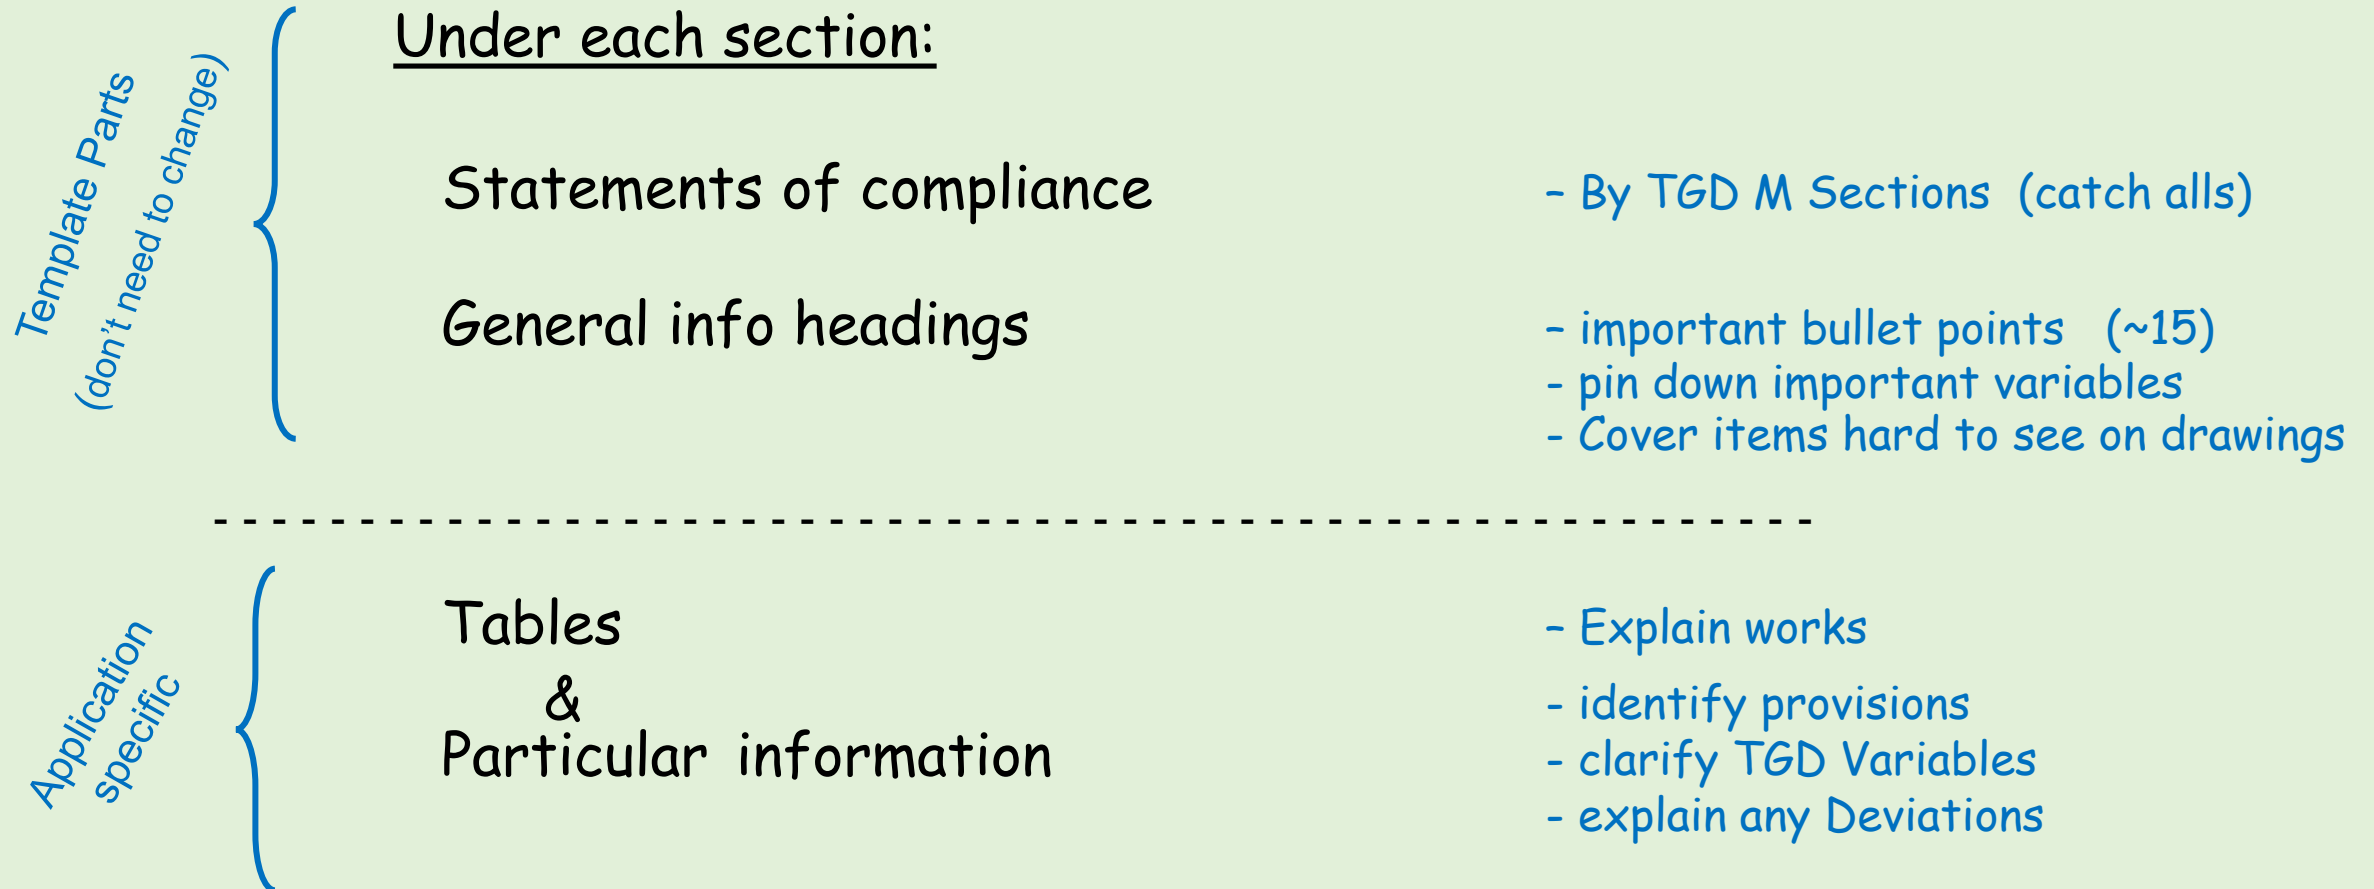 Under each section:
Template Parts
(don't need to change)
Statements of compliance
– By TGD M Sections (catch alls)
General info headings
– important bullet points (~15)
- pin down important variables
- Cover items hard to see on drawings
- - - - - - - - - - - - - - - - - - - - - - - - - - - - - - - - - - - - - - - - - - - - - - - - - - - - - - -
Application
specific
Tables
– Explain works
&
- identify provisions
Particular information
- clarify TGD Variables
- explain any Deviations